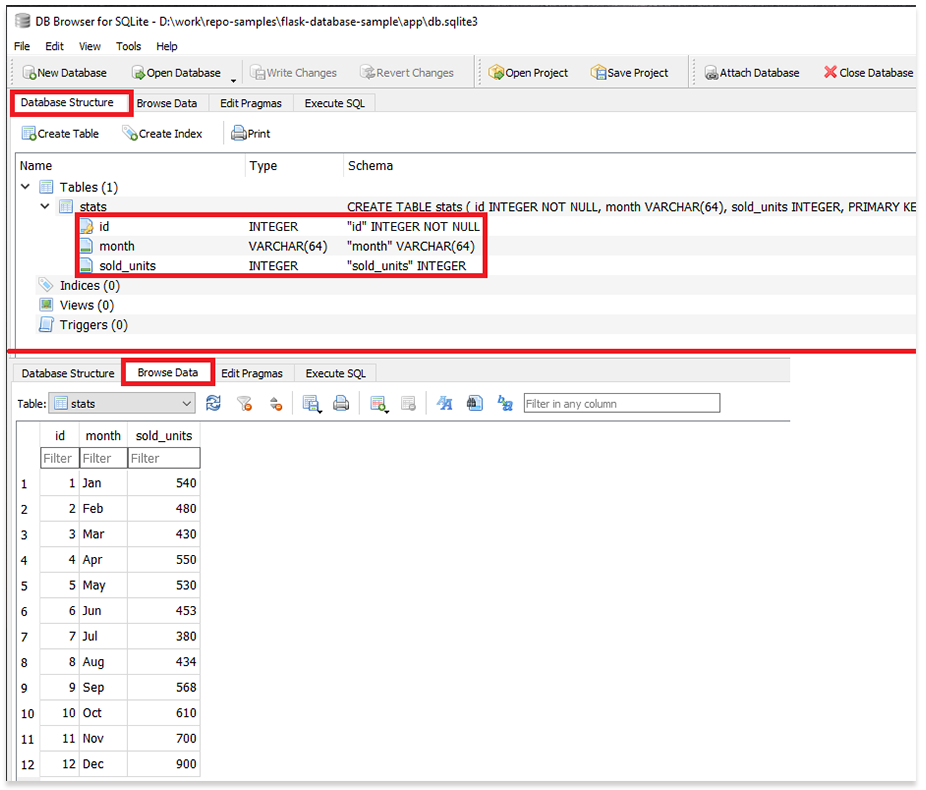 DB Browser for SQLite - D:\work\repo-samples\flask-database-sample\app\db.sqlite3
File Edit View Tools Help
New Database Open Database Write Changes Revert Changes Open Project Save Project Attach Database Close Database
Database Structure Browse Data Edit Pragmas Execute SQL
Create Table Create Index Print
Name Type Schema
Tables (1)
stats CREATE TABLE stats ( id INTEGER NOT NULL, month VARCHAR(64), sold_units INTEGER, PRIMARY KE
id INTEGER "id" INTEGER NOT NULL
month VARCHAR(64) "month" VARCHAR(64)
sold_units INTEGER "sold_units" INTEGER
Indices (0)
Views (0)
Triggers (0)
Database Structure Browse Data Edit Pragmas Execute SQL
Table: stats Filter in any column
id month sold_units
Filter Filter Filter
1 1 Jan 540
2 2 Feb 480
3 3 Mar 430
4 4 Apr 550
5 5 May 530
6 6 Jun 453
7 7 Jul 380
8 8 Aug 434
9 9 Sep 568
10 10 Oct 610
11 11 Nov 700
12 12 Dec 900